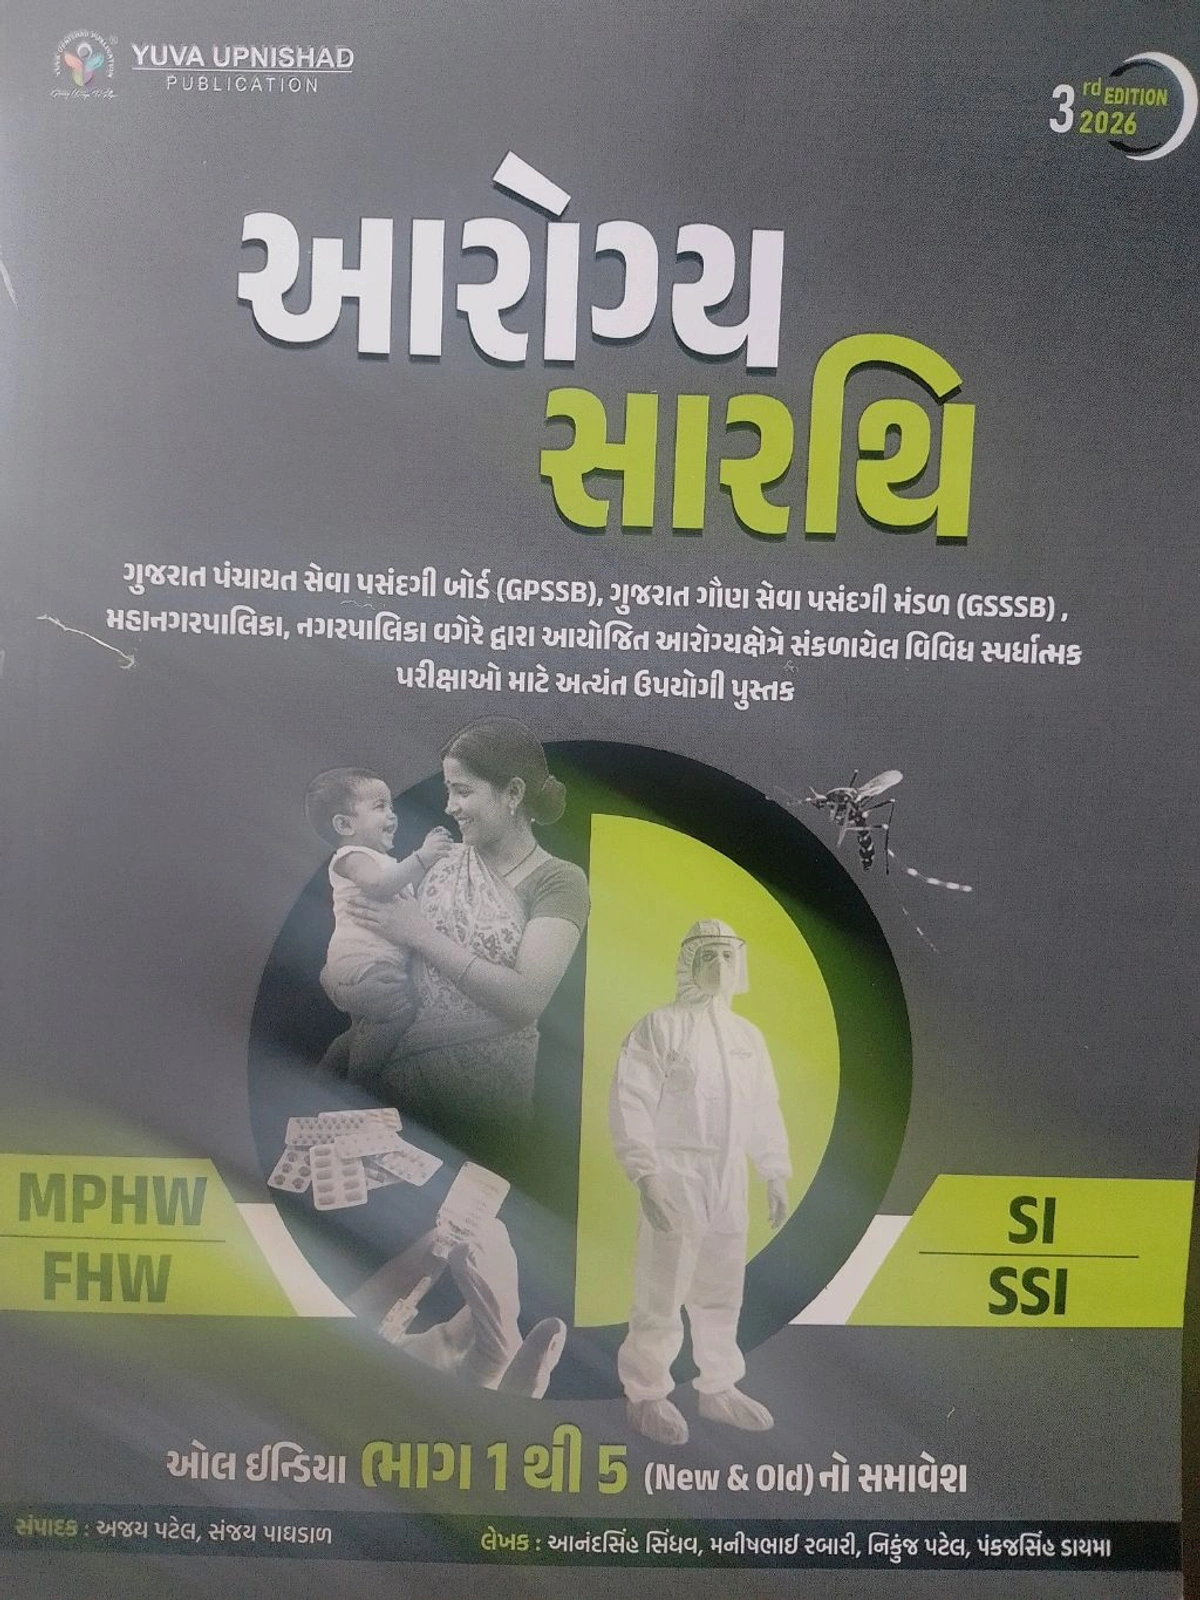 YUVA UPNISHAD
PUBLICATION
3rd EDITION
2026
આરોગ્ય
સારથિ
ગુજરાત પંચાયત સેવા પસંદગી બોર્ડ (GPSSB), ગુજરાત ગૌણ સેવા પસંદગી મંડળ (GSSSB) ,
મહાનગરપાલિકા, નગરપાલિકા વગેરે દ્વારા આયોજિત આરોગ્યક્ષેત્રે સંકળાયેલ વિવિધ સ્પર્ધાત્મક
પરીક્ષાઓ માટે અત્યંત ઉપયોગી પુસ્તક
MPHW
FHW
SI
SSI
ઓલ ઈન્ડિયા ભાગ 1 થી 5 (New & Old) નો સમાવેશ
સંપાદક : અજય પટેલ, સંજય પાઘડાળ
લેખક : આનંદસિંહ સિંધવ, મનીષભાઈ રબારી, નિકુંજ પટેલ, પંકજસિંહ ડાયમા